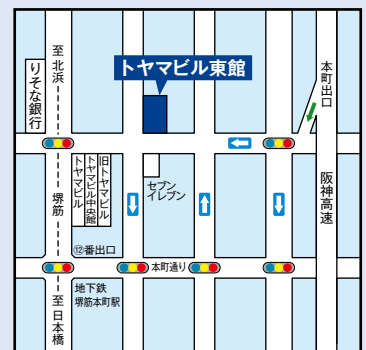 至北浜
りそな銀行
トヤマビル東館
本町出口
トヤマビル
トヤマビル中央館
旧トヤマビル
セブン
イレブン
阪神高速
堺筋
⑫番出口
本町通り
地下鉄
堺筋本町駅
至日本橋